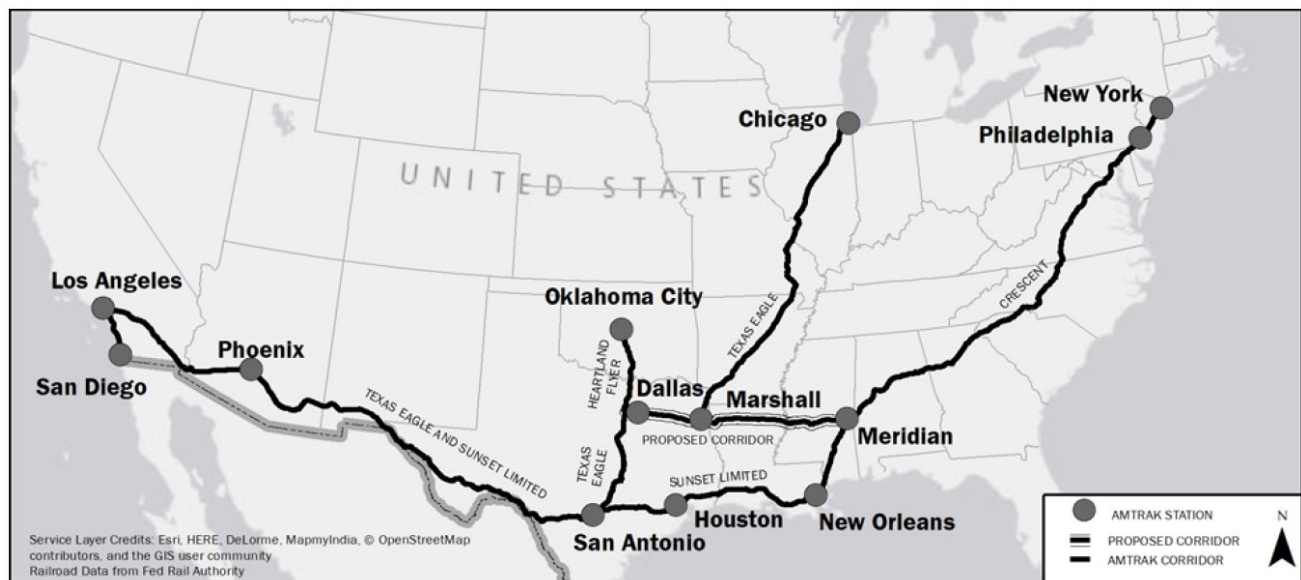 New York
Chicago
Philadelphia
UNITED STATES
Los Angeles
Oklahoma City
TEXAS EAGLE
CRESCENT
Phoenix
HEARTLAND
FLYER
San Diego
Dallas
Marshall
TEXAS EAGLE AND SUNSET LIMITED
PROPOSED CORRIDOR
Meridian
TEXAS
EAGLE
SUNSET LIMITED
Houston
New Orleans
San Antonio
AMTRAK STATION
N
PROPOSED CORRIDOR
AMTRAK CORRIDOR
Service Layer Credits: Esri, HERE, DeLorme, MapmyIndia, © OpenStreetMap
contributors, and the GIS user community
Railroad Data from Fed Rail Authority